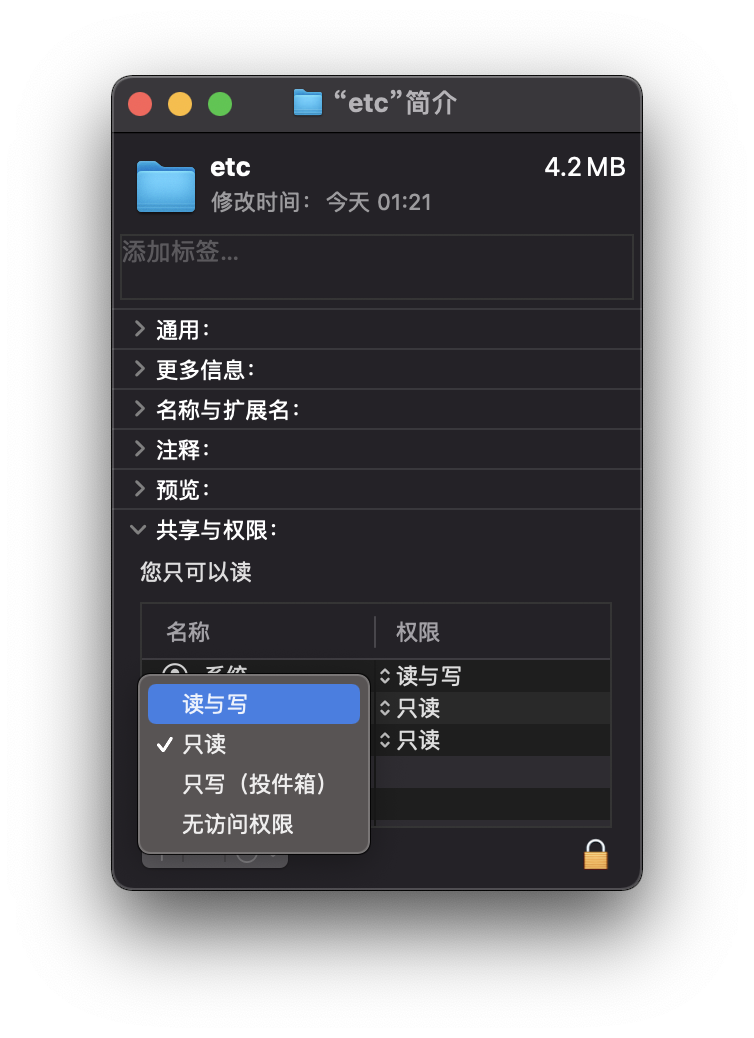 “etc”简介
etc
4.2 MB
修改时间： 今天 01:21
添加标签...
通用：
更多信息：
名称与扩展名：
注释：
预览：
共享与权限：
您只可以读
名称 权限
读与写
读与写
只读
只读
只读
只写（投件箱）
无访问权限